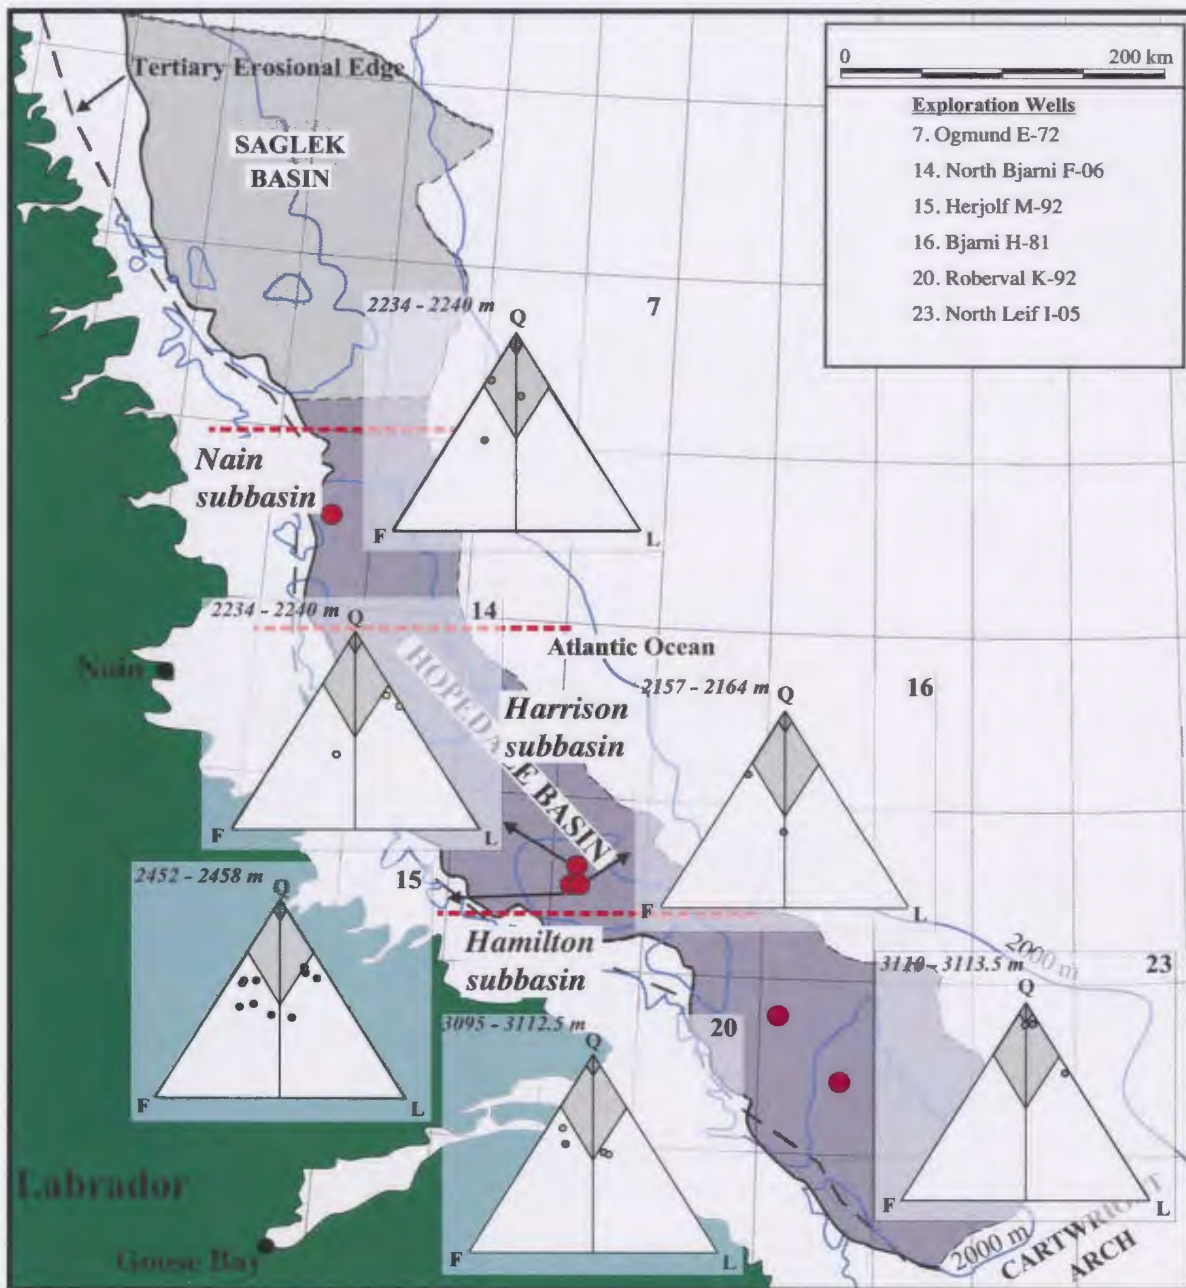 Tertiary Erosional Edge
SAGLEK
BASIN
0 200 km
Exploration Wells
7. Ogmund E-72
14. North Bjarni F-06
15. Herjolf M-92
16. Bjarni H-81
20. Roberval K-92
23. North Leif I-05
2234 - 2240 m
7
Q
F
L
Nain
subbasin
2234 - 2240 m
14
Q
F
L
Nain
Atlantic Ocean
HOPEDALE BASIN
Harrison
subbasin
2157 - 2164 m
16
Q
F
L
2452 - 2458 m
15
Q
F
L
Hamilton
subbasin
2000 m
3110 - 3113.5 m
23
Q
F
L
3095 - 3112.5 m
20
Q
F
L
Labrador
Goose Bay
2000 m
CARTWRIGHT
ARCH